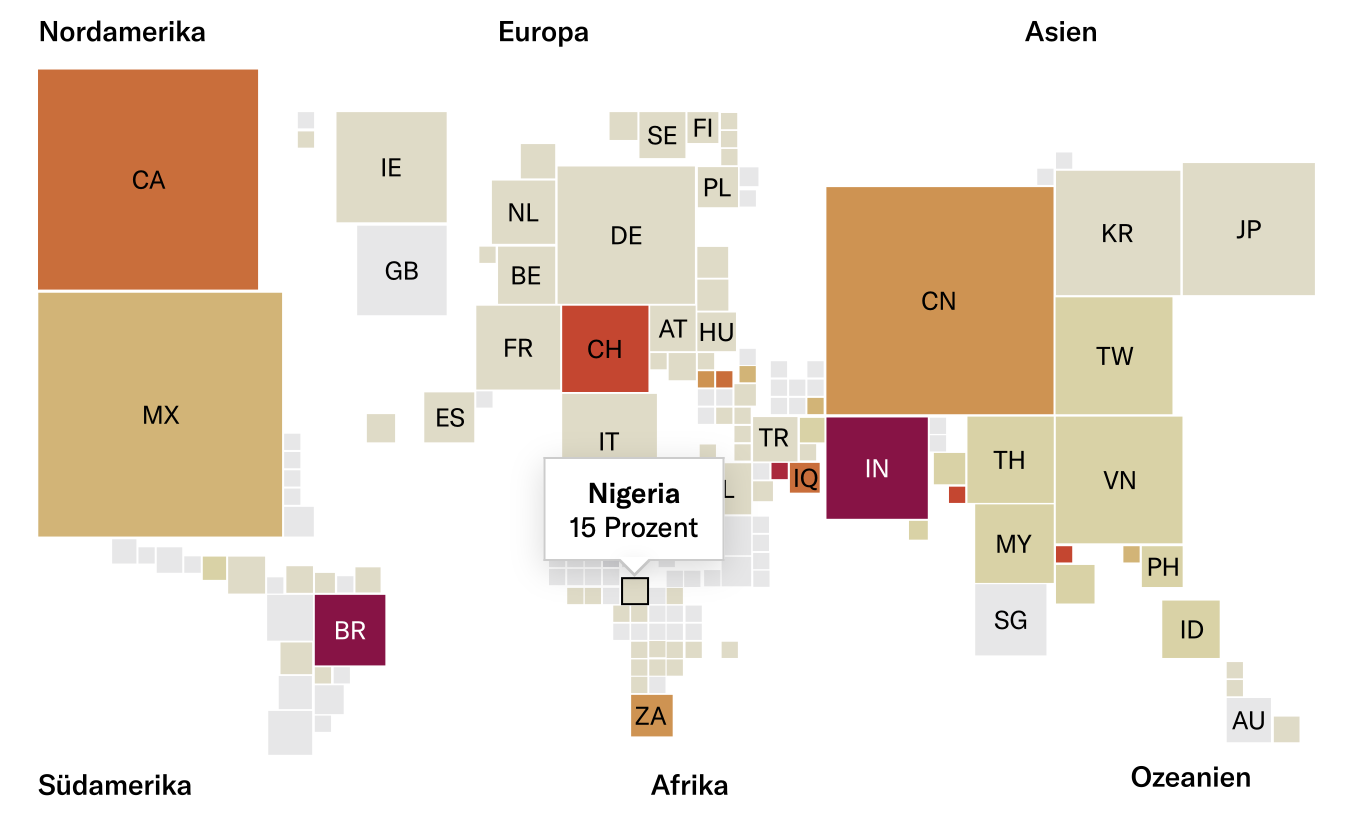 Nordamerika
Europa
Asien
CA
IE
SE
FI
PL
NL
DE
KR
JP
GB
BE
CN
FR
CH
AT
HU
TW
MX
ES
IT
TR
IN
TH
VN
IQ
L
Nigeria
15 Prozent
MY
PH
SG
ID
BR
ZA
AU
Südamerika
Afrika
Ozeanien